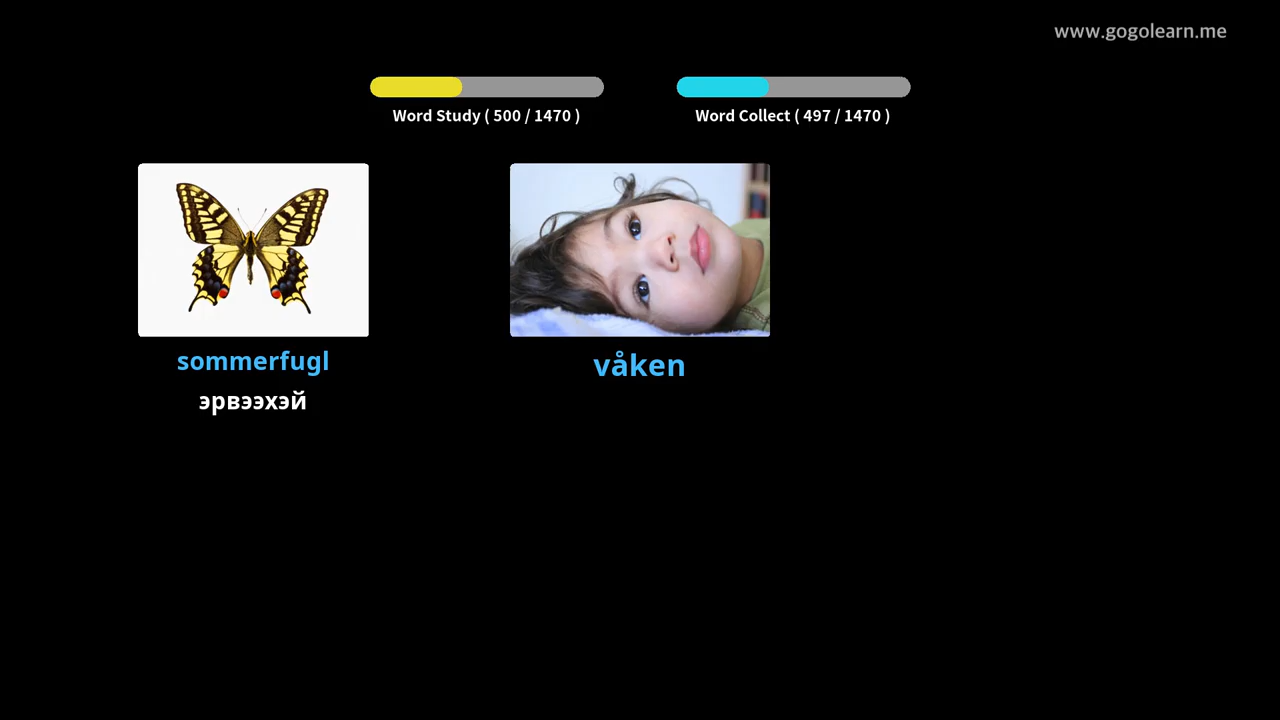 www.gogolearn.me
Word Study ( 500 / 1470 )
Word Collect ( 497 / 1470 )
sommerfugl
эрвээхэй
våken